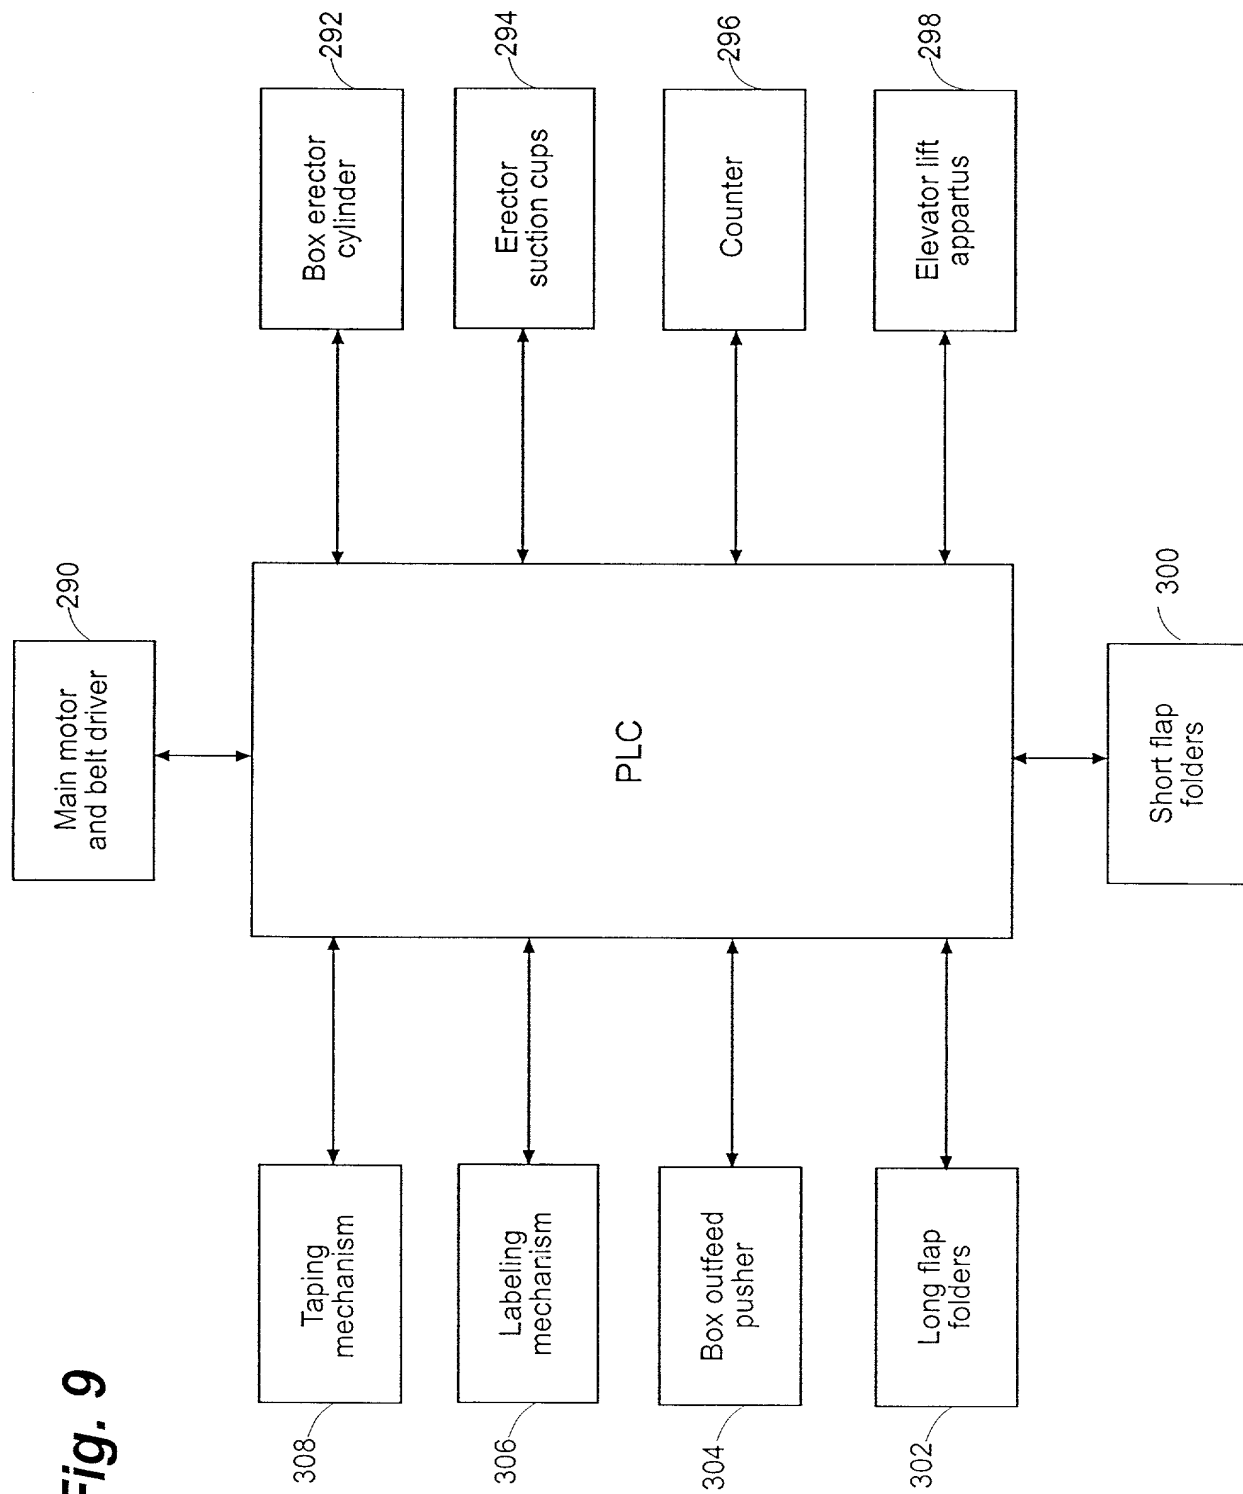 Fig. 9
290
Main motor
and belt driver
292
Box erector
cylinder
294
Erector
suction cups
296
Counter
298
Elevator lift
appartus
PLC
300
Short flap
folders
308
Taping
mechanism
306
Labeling
mechanism
304
Box outfeed
pusher
302
Long flap
folders